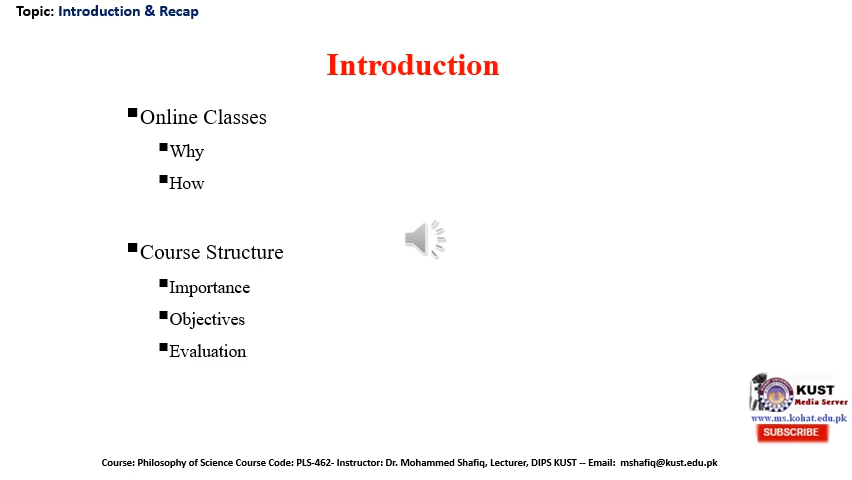 Topic: Introduction & Recap
Introduction
Online Classes
Why
How
Course Structure
Importance
Objectives
Evaluation
KUST
Media Server
www.ms.kohat.edu.pk
SUBSCRIBE
Course: Philosophy of Science Course Code: PLS-462- Instructor: Dr. Mohammed Shafiq, Lecturer, DIPS KUST -- Email: mshafiq@kust.edu.pk